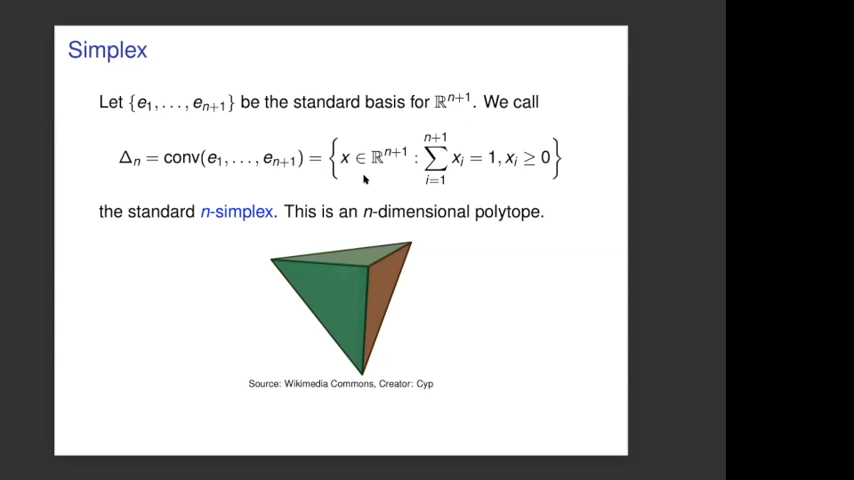 Simplex
Let {e₁, . . . , eₙ₊₁} be the standard basis for ℝⁿ⁺¹. We call
Δₙ = conv(e₁, . . . , eₙ₊₁) = { x ∈ ℝⁿ⁺¹ : ∑ᵢ₌₁ⁿ⁺¹ xᵢ = 1, xᵢ ≥ 0 }
the standard n-simplex. This is an n-dimensional polytope.
Source: Wikimedia Commons, Creator: Cyp